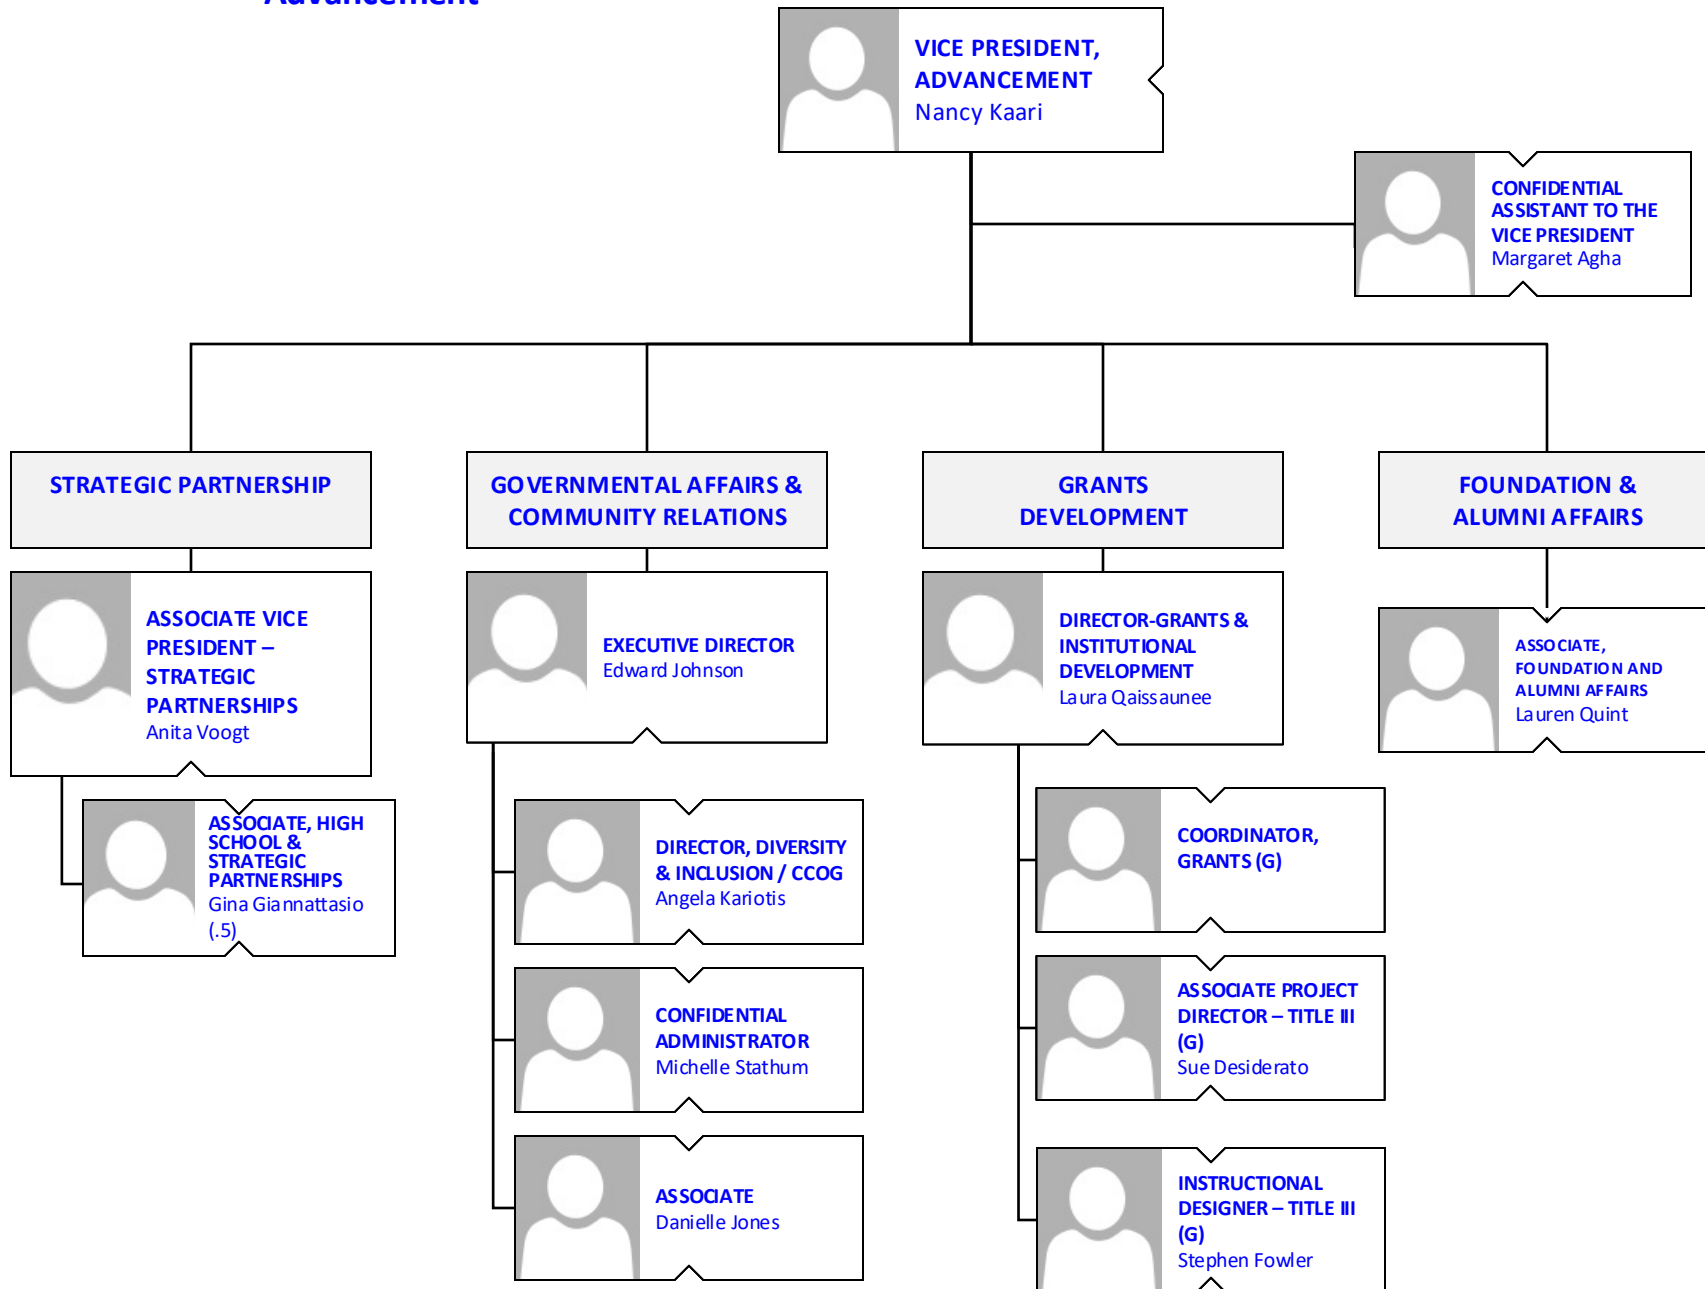 Advancement
VICE PRESIDENT,
ADVANCEMENT
Nancy Kaari
CONFIDENTIAL
ASSISTANT TO THE
VICE PRESIDENT
Margaret Agha
STRATEGIC PARTNERSHIP
GOVERNMENTAL AFFAIRS &
COMMUNITY RELATIONS
GRANTS
DEVELOPMENT
FOUNDATION &
ALUMNI AFFAIRS
ASSOCIATE VICE
PRESIDENT –
STRATEGIC
PARTNERSHIPS
Anita Voogt
EXECUTIVE DIRECTOR
Edward Johnson
DIRECTOR-GRANTS &
INSTITUTIONAL
DEVELOPMENT
Laura Qaissaunee
ASSOCIATE,
FOUNDATION AND
ALUMNI AFFAIRS
Lauren Quint
ASSOCIATE, HIGH
SCHOOL &
STRATEGIC
PARTNERSHIPS
Gina Giannattasio
(.5)
DIRECTOR, DIVERSITY
& INCLUSION / CCOG
Angela Kariotis
COORDINATOR,
GRANTS (G)
CONFIDENTIAL
ADMINISTRATOR
Michelle Stathum
ASSOCIATE PROJECT
DIRECTOR – TITLE III
(G)
Sue Desiderato
ASSOCIATE
Danielle Jones
INSTRUCTIONAL
DESIGNER – TITLE III
(G)
Stephen Fowler